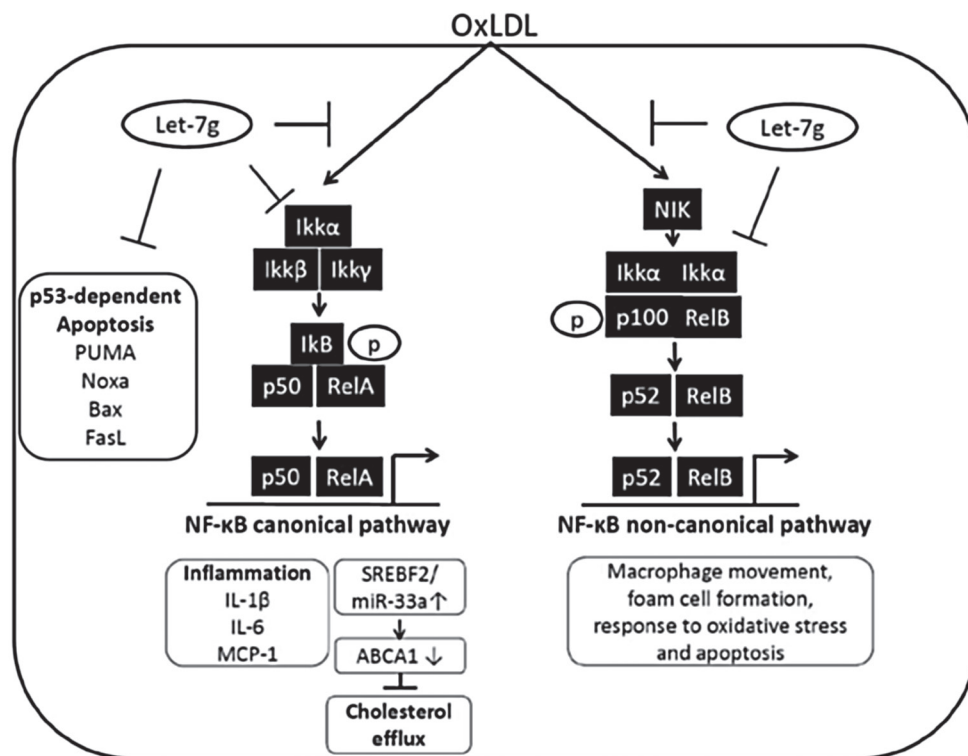 OxLDL
Let-7g
Let-7g
Ikkα
Ikkβ Ikkγ
IkB p
p50 RelA
p50 RelA
NF-κB canonical pathway
p53-dependent
Apoptosis
PUMA
Noxa
Bax
FasL
Inflammation
IL-1β
IL-6
MCP-1
SREBF2/
miR-33a↑
ABCA1 ↓
Cholesterol
efflux
NIK
Ikkα Ikkα
p p100 RelB
p52 RelB
p52 RelB
NF-κB non-canonical pathway
Macrophage movement,
foam cell formation,
response to oxidative stress
and apoptosis